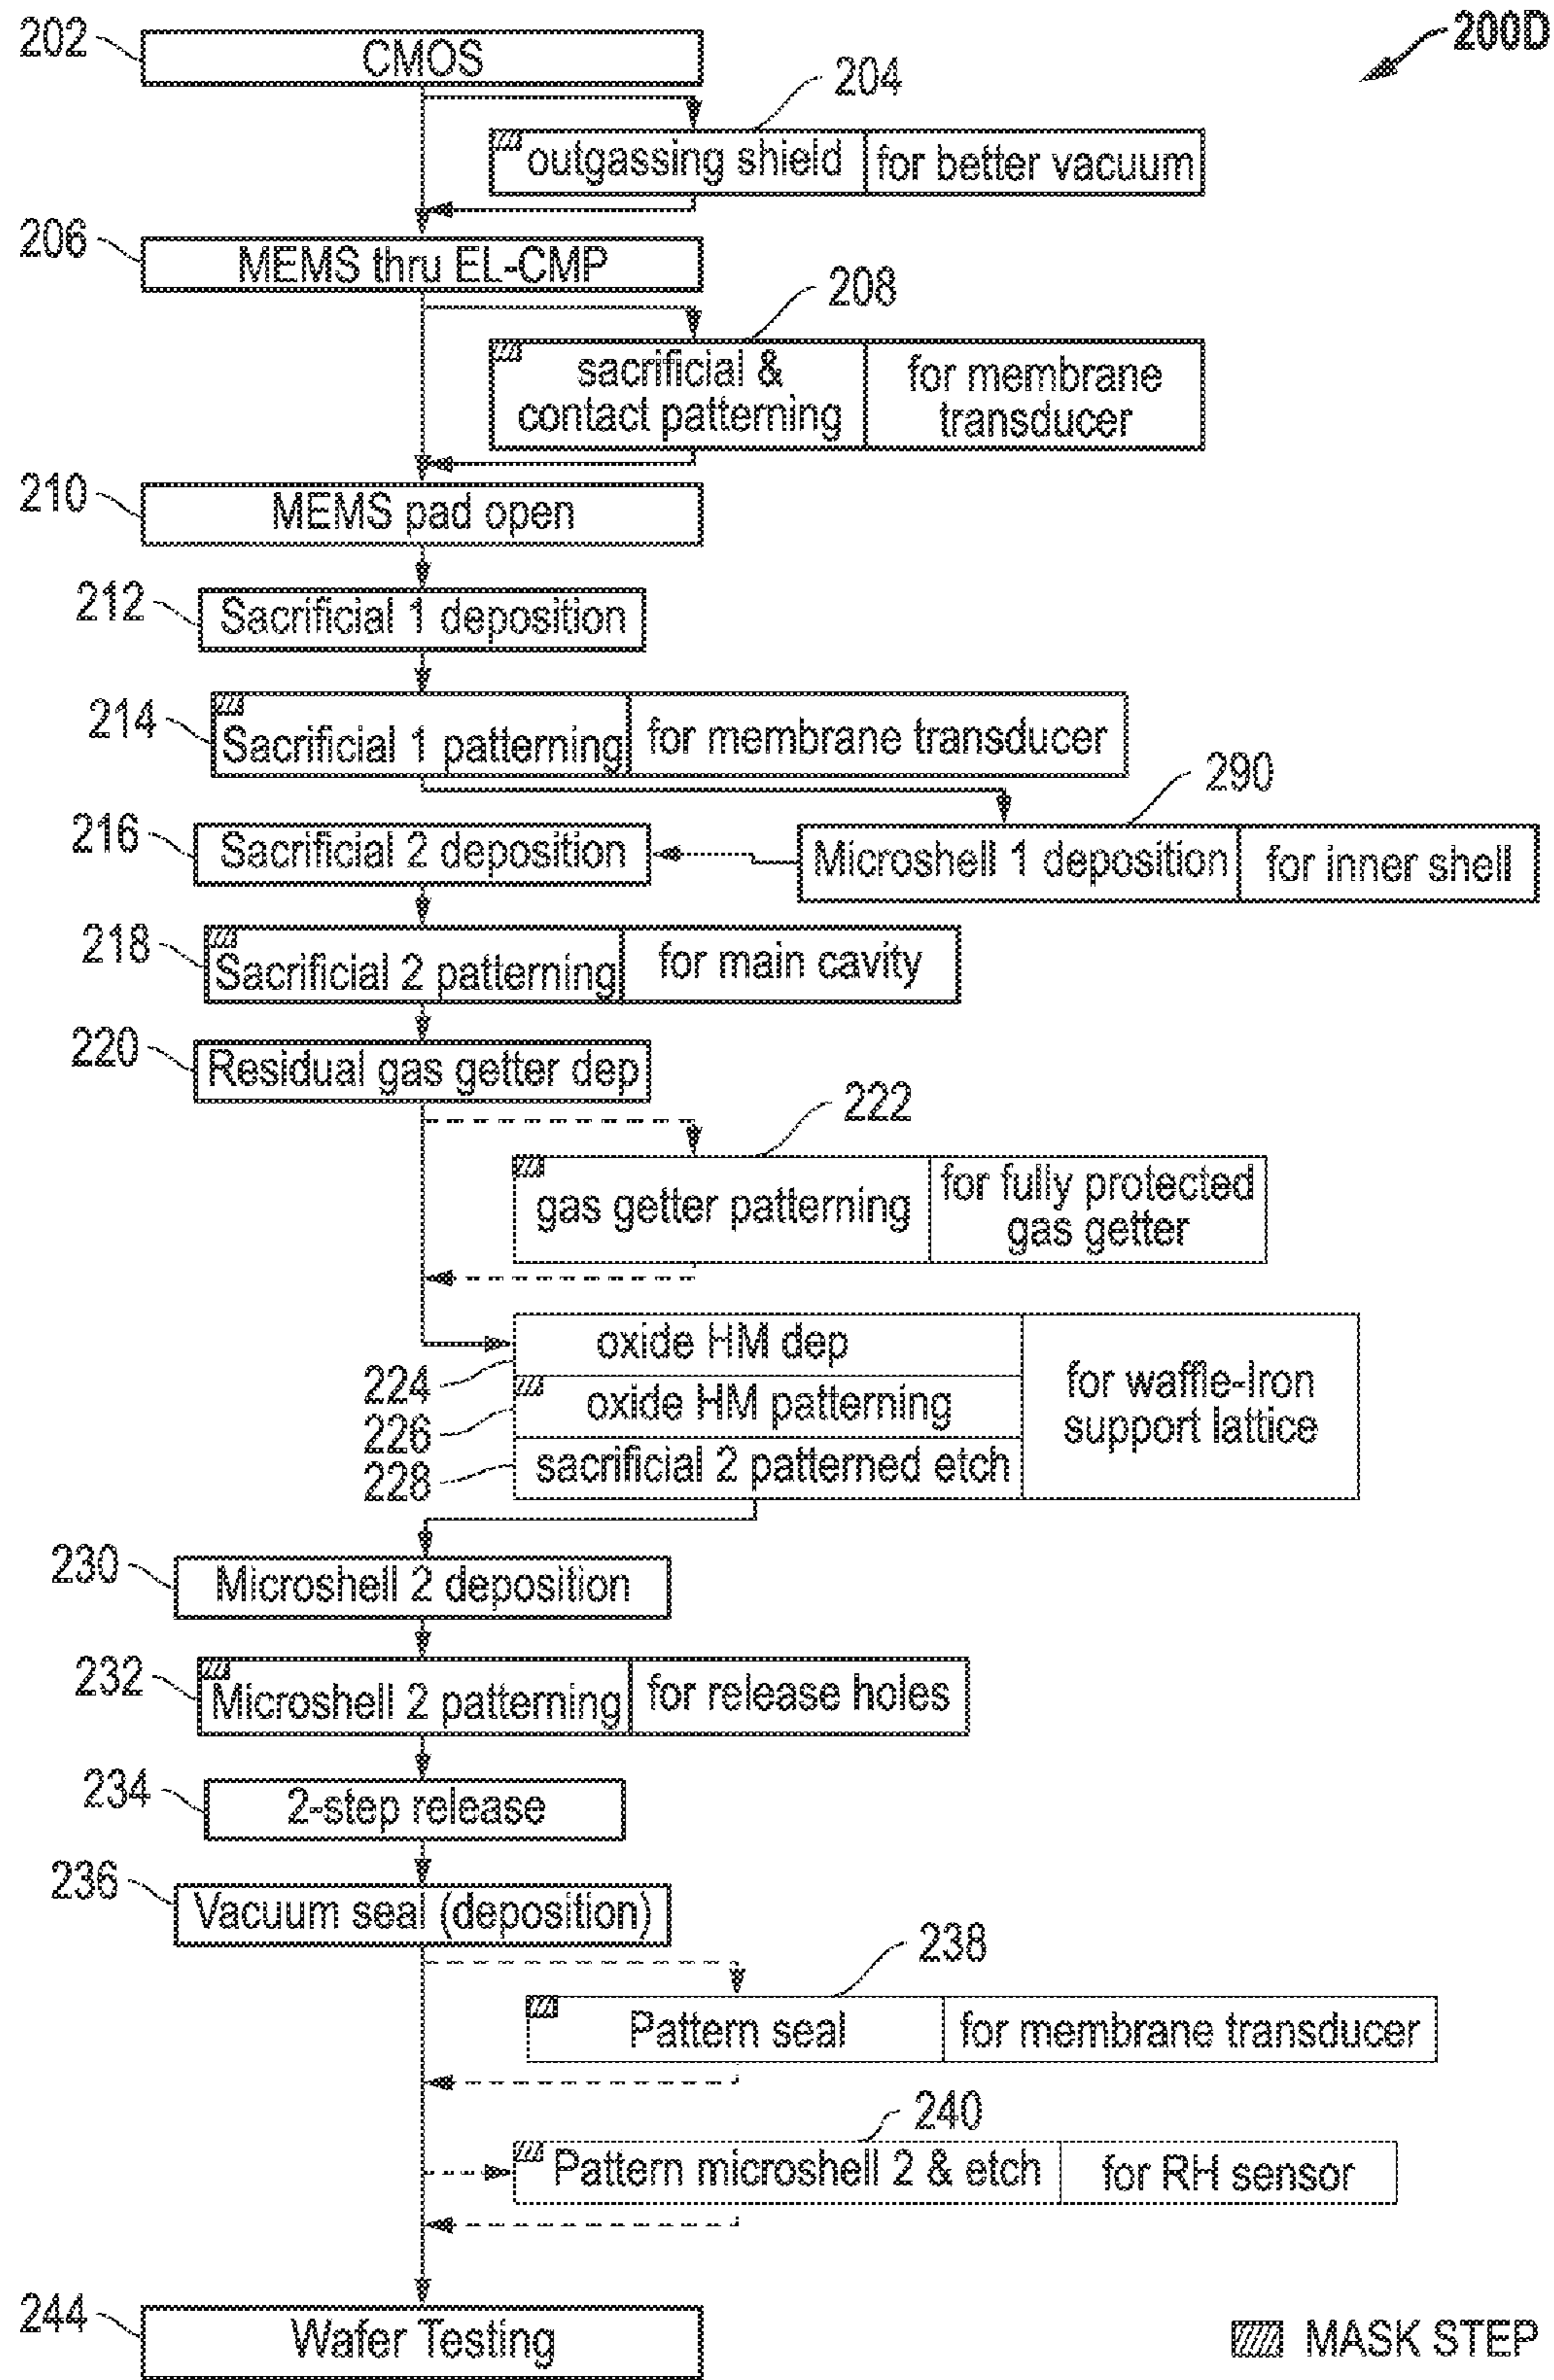 200D
202
CMOS
204
outgassing shield
for better vacuum
206
MEMS thru EL-CMP
208
sacrificial &
contact patterning
for membrane
transducer
210
MEMS pad open
212
Sacrificial 1 deposition
214
Sacrificial 1 patterning
for membrane transducer
290
216
Sacrificial 2 deposition
Microshell 1 deposition
for inner shell
218
Sacrificial 2 patterning
for main cavity
220
Residual gas getter dep
222
gas getter patterning
for fully protected
gas getter
224
oxide HM dep
226
oxide HM patterning
228
sacrificial 2 patterned etch
for waffle-Iron
support lattice
230
Microshell 2 deposition
232
Microshell 2 patterning
for release holes
234
2-step release
236
Vacuum seal (deposition)
238
Pattern seal
for membrane transducer
240
Pattern microshell 2 & etch
for RH sensor
244
Wafer Testing
MASK STEP